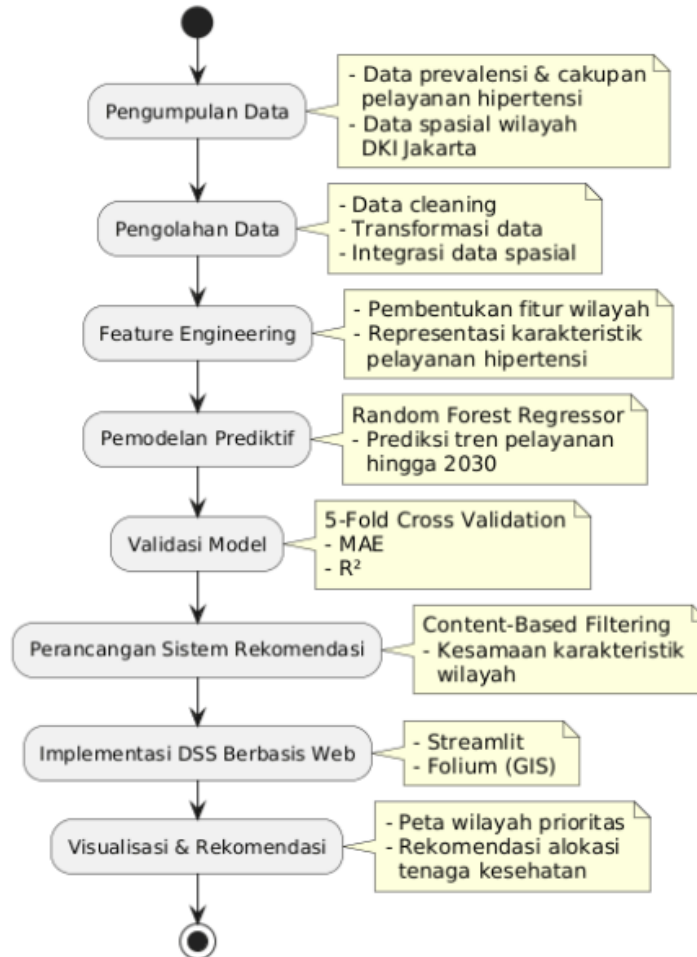 Pengumpulan Data
- Data prevalensi & cakupan
pelayanan hipertensi
- Data spasial wilayah
DKI Jakarta
Pengolahan Data
- Data cleaning
- Transformasi data
- Integrasi data spasial
Feature Engineering
- Pembentukan fitur wilayah
- Representasi karakteristik
pelayanan hipertensi
Pemodelan Prediktif
Random Forest Regressor
- Prediksi tren pelayanan
hingga 2030
Validasi Model
5-Fold Cross Validation
- MAE
- R²
Perancangan Sistem Rekomendasi
Content-Based Filtering
- Kesamaan karakteristik
wilayah
Implementasi DSS Berbasis Web
- Streamlit
- Folium (GIS)
Visualisasi & Rekomendasi
- Peta wilayah prioritas
- Rekomendasi alokasi
tenaga kesehatan